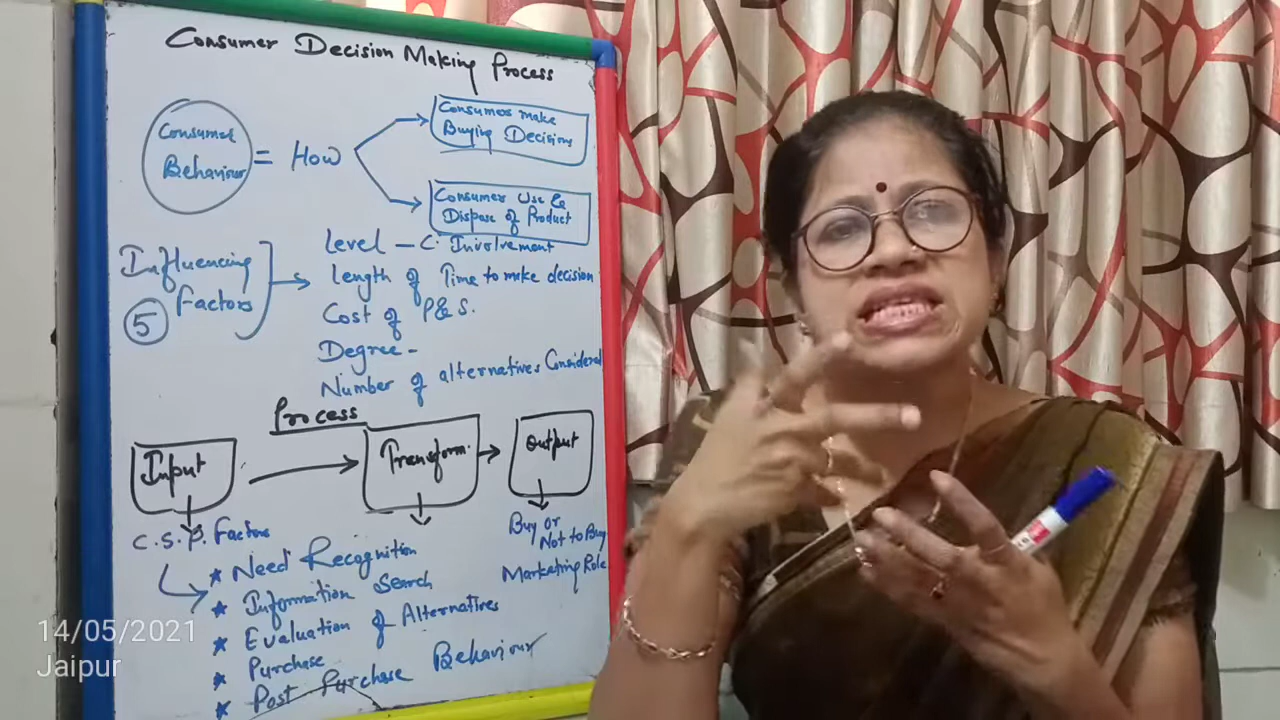 Consumer Decision Making Process
Consumer
Behaviour
= How
Consumer make
Buying Decisions
Consumer Use &
Dispose of Product
Influencing
Factors
5
Level – C. Involvement
Length of Time to make decision
Cost of P&S.
Degree –
Number of alternatives Considered
Process
Input
Transform.
Output
C.S.P. Factors
Buy or
Not to Buy
Marketing Role
* Need Recognition
* Information Search
* Evaluation of Alternatives
* Purchase
* Post Purchase Behaviour
14/05/2021
Jaipur